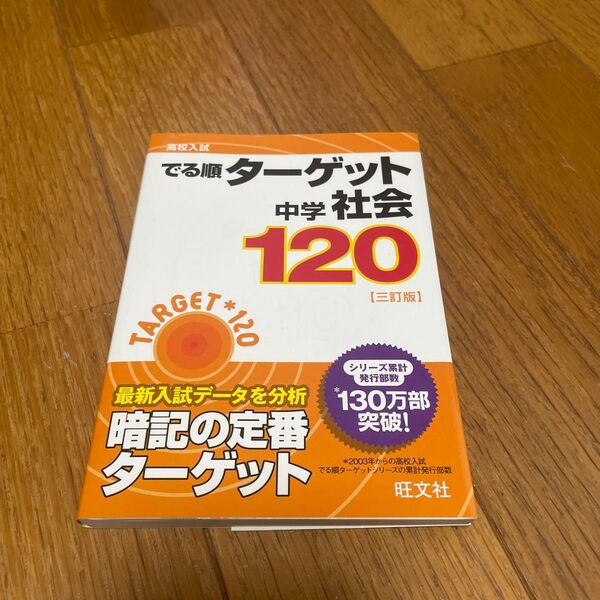 高校入試
でる順 ターゲット
中学 社会
120
【三訂版】
TARGET*120
最新入試データを分析
暗記の定番
ターゲット
シリーズ累計
発行部数
*130万部
突破!
*2003年からの高校入試
でる順ターゲットシリーズの累計発行部数
旺文社